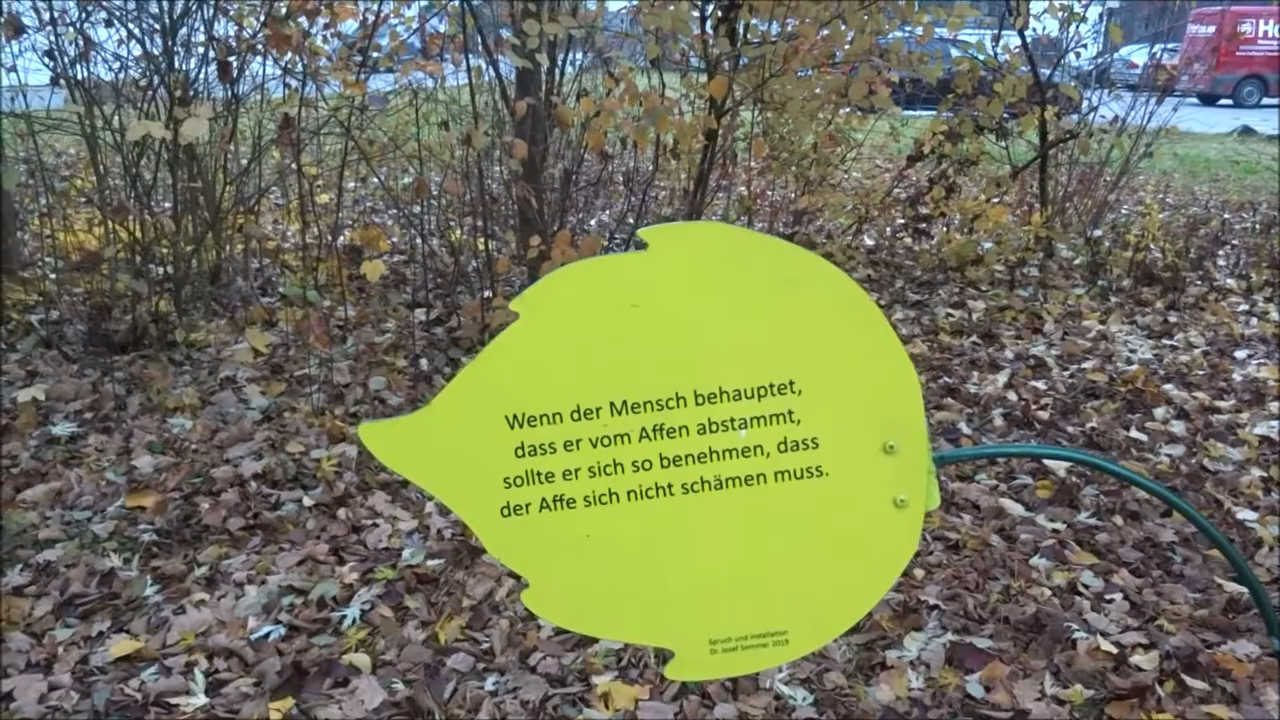 Wenn der Mensch behauptet,
dass er vom Affen abstammt,
sollte er sich so benehmen, dass
der Affe sich nicht schämen muss.
Spruch und Installation
Dr. Josef Sommer 2019